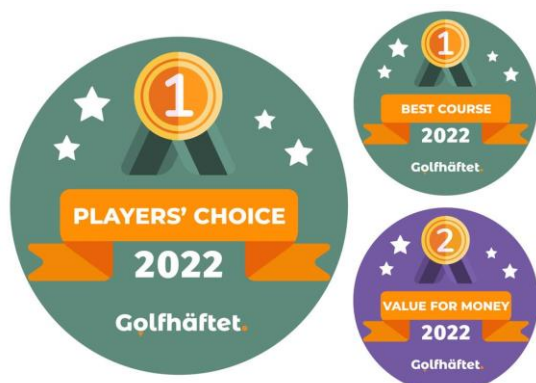 1
PLAYERS' CHOICE
2022
Golfhäftet.
1
BEST COURSE
2022
Golfhäftet.
2
VALUE FOR MONEY
2022
Golfhäftet.